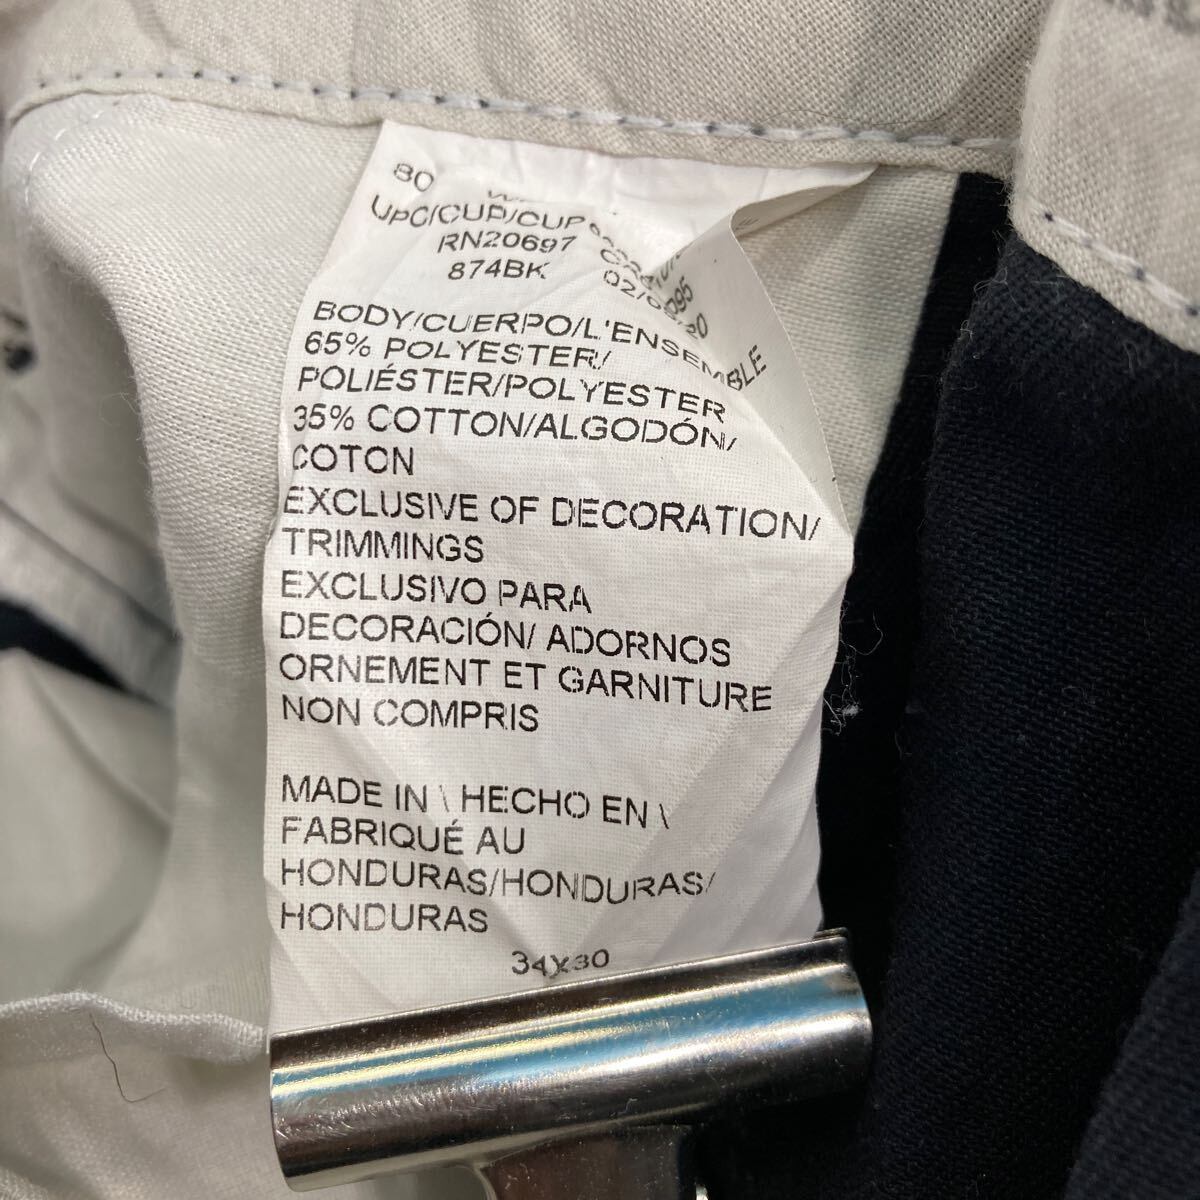 80
UPC/CUP/CUP
RN20697
874BK
BODY/CUERPO/L'ENSEMBLE
65% POLYESTER/
POLIÉSTER/POLYESTER
35% COTTON/ALGODÓN/
COTON
EXCLUSIVE OF DECORATION/
TRIMMINGS
EXCLUSIVO PARA
DECORACIÓN/ ADORNOS
ORNEMENT ET GARNITURE
NON COMPRIS
MADE IN \ HECHO EN \
FABRIQUÉ AU
HONDURAS/HONDURAS/
HONDURAS
34X30